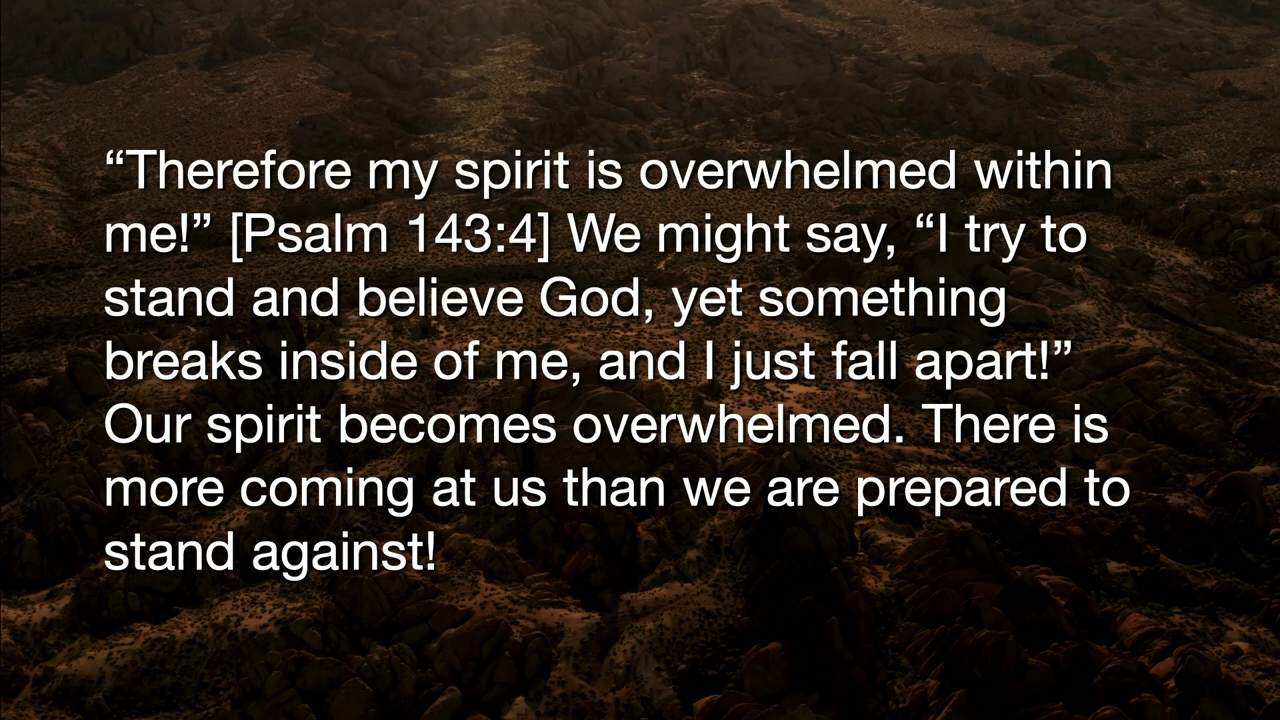 “Therefore my spirit is overwhelmed within
me!” [Psalm 143:4] We might say, “I try to
stand and believe God, yet something
breaks inside of me, and I just fall apart!”
Our spirit becomes overwhelmed. There is
more coming at us than we are prepared to
stand against!